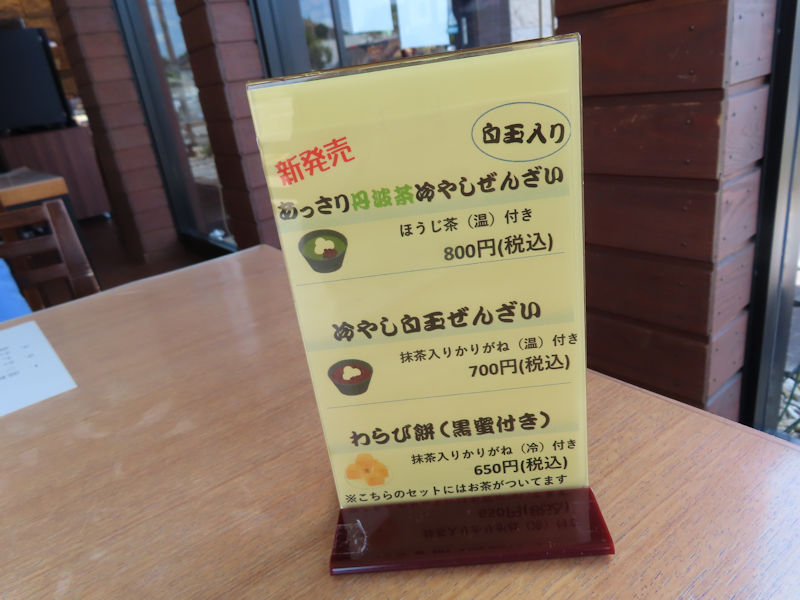 白玉入り
新発売
あっさり丹波茶冷やしぜんざい
ほうじ茶（温）付き
800円(税込)
冷やし白玉ぜんざい
抹茶入りかりがね（温）付き
700円(税込)
わらび餅(黒蜜付き)
抹茶入りかりがね（冷）付き
650円(税込)
※こちらのセットにはお茶がついてます